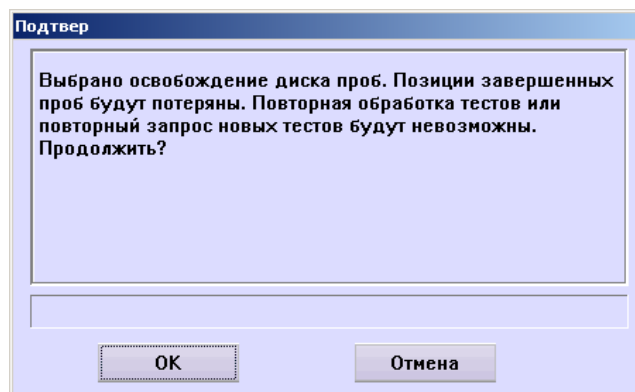 Подтвер
Выбрано освобождение диска проб. Позиции завершенных
проб будут потеряны. Повторная обработка тестов или
повторный́ запрос новых тестов будут невозможны.
Продолжить?
OK
Отмена